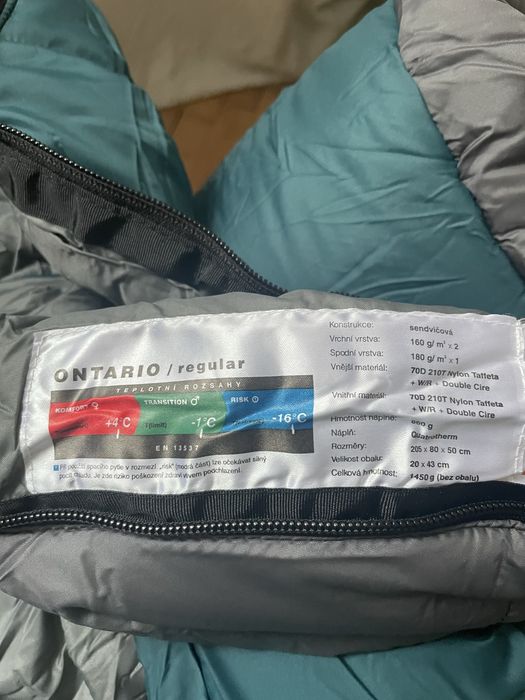 ONTARIO / regular
TEPLOTNÍ ROZSAHY
KOMFORT ♀
TRANSITION ♂
RISK
+4°C
T(limit)
-1°C
-16°C
EN 13537
Při použití spacího pytle v rozmezí „risk" (modrá část) lze očekávat silný
pocit chladu. Je zde riziko poškození zdraví vlivem podchlazení.
Konstrukce: sendvičová
Vrchní vrstva: 160 g/m² x 2
Spodní vrstva: 180 g/m² x 1
Vnější materiál: 70D 210T Nylon Taffeta
+ W/R + Double Cire
Vnitřní materiál: 70D 210T Nylon Taffeta
+ W/R + Double Cire
Hmotnost náplně: g
Náplň: Quatrotherm
Rozměry: 205 x 80 x 50 cm
Velikost obalu: 20 x 43 cm
Celková hmotnost: 1450 g (bez obalu)